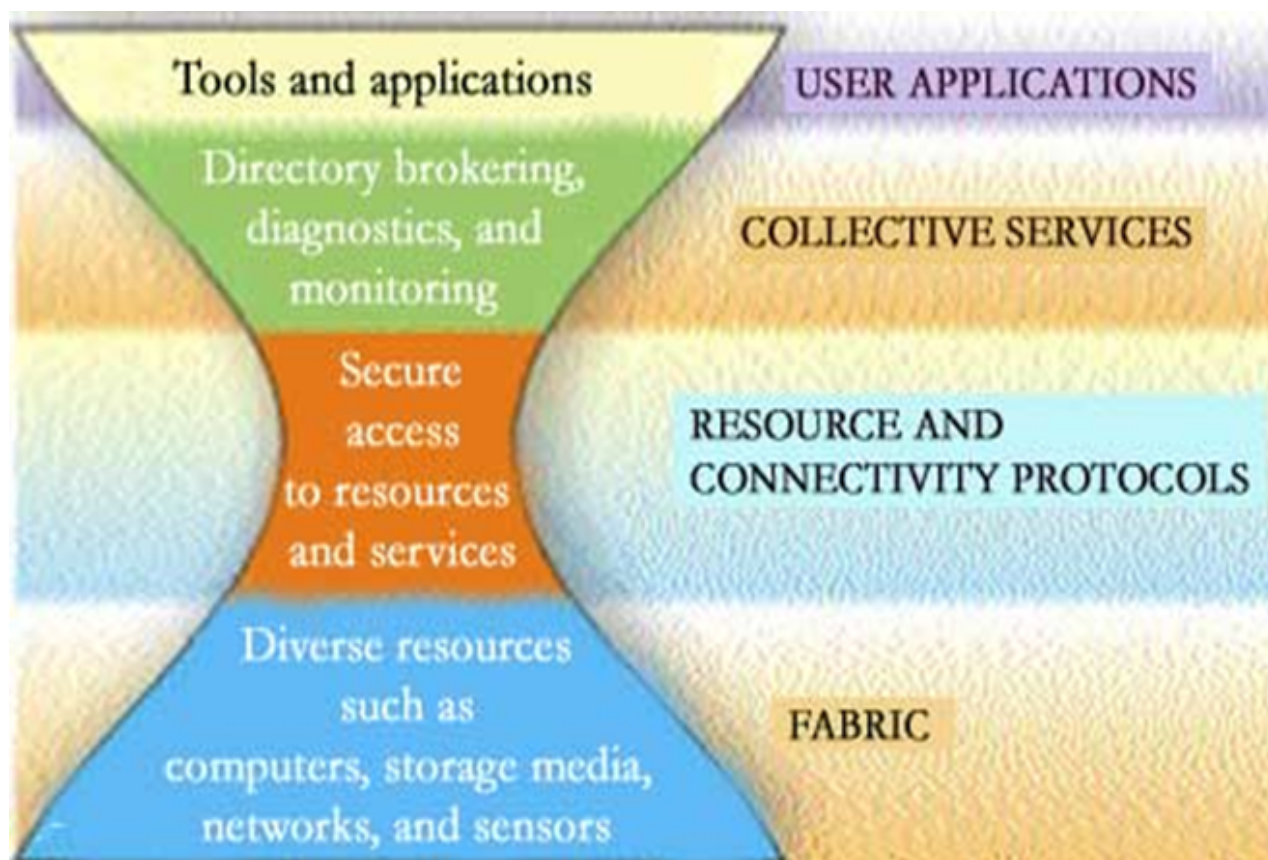 Tools and applications
USER APPLICATIONS
Directory brokering,
diagnostics, and
monitoring
COLLECTIVE SERVICES
Secure
access
to resources
and services
RESOURCE AND
CONNECTIVITY PROTOCOLS
Diverse resources
such as
computers, storage media,
networks, and sensors
FABRIC